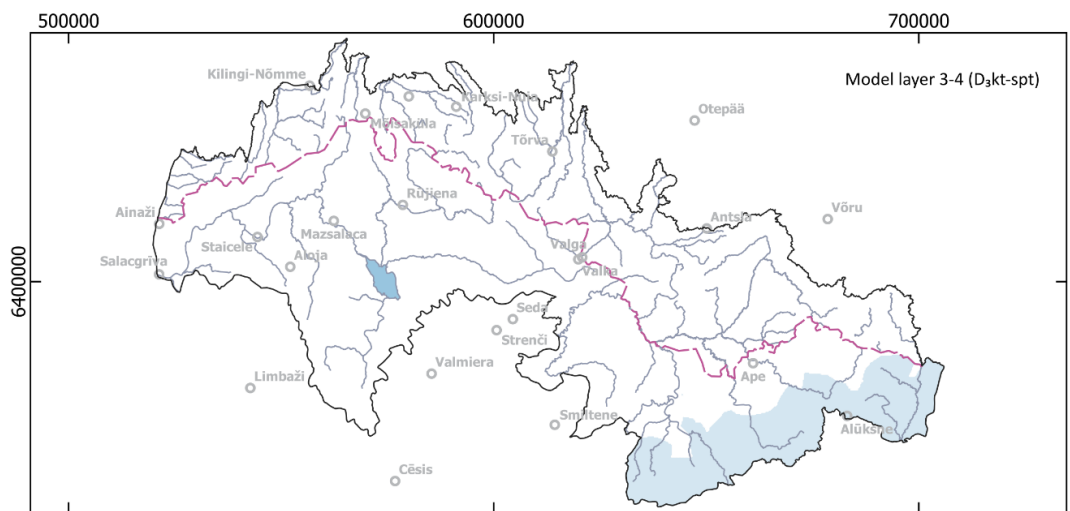 500000
600000
700000
Model layer 3-4 (D₃kt-spt)
Kilingi-Nõmme
Karksi-Nuia
Otepää
Mõisaküla
Tõrva
Rūjiena
Võru
Ainaži
Antsla
Mazsalaca
Staicele
Valga
Aloja
Salacgrīva
Valka
6400000
Seda
Strenči
Valmiera
Ape
Limbaži
Smiltene
Alūksne
Cēsis